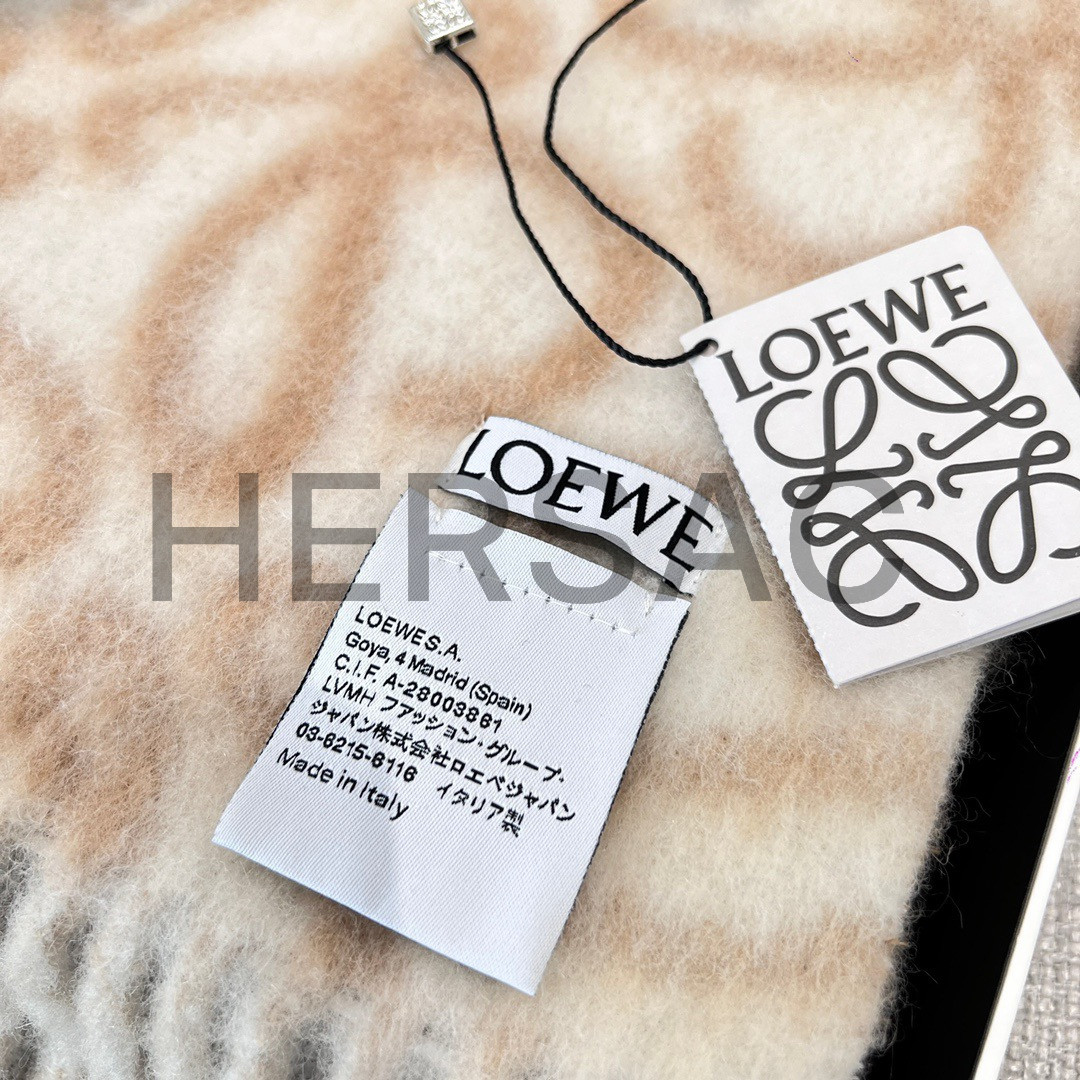 LOEWE
LOEWE
HERSAC
LOEWE S.A.
Goya, 4 Madrid (Spain)
C.I.F. A-28003861
LVMH ファッション・グループ・
ジャパン株式会社ロエベジャパン
03-6215-6116 イタリア製
Made in Italy